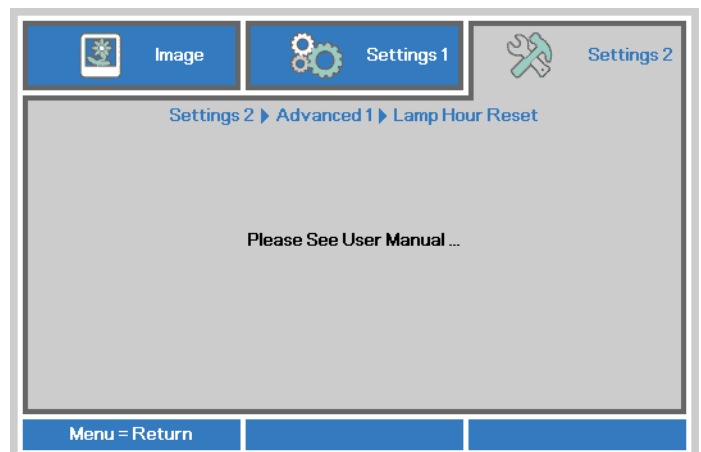 Image
Settings 1
Settings 2
Settings 2 ▶ Advanced 1 ▶ Lamp Hour Reset
Please See User Manual ...
Menu = Return